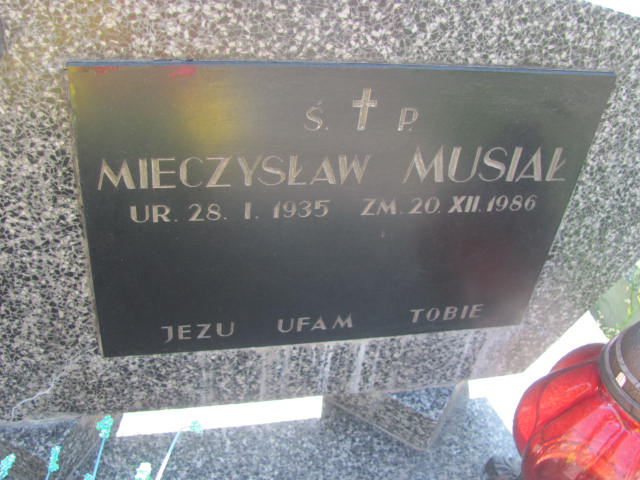 Ś. P.
MIECZYSŁAW MUSIAŁ
UR. 28. I. 1935 ZM. 20. XII. 1986
JEZU UFAM TOBIE